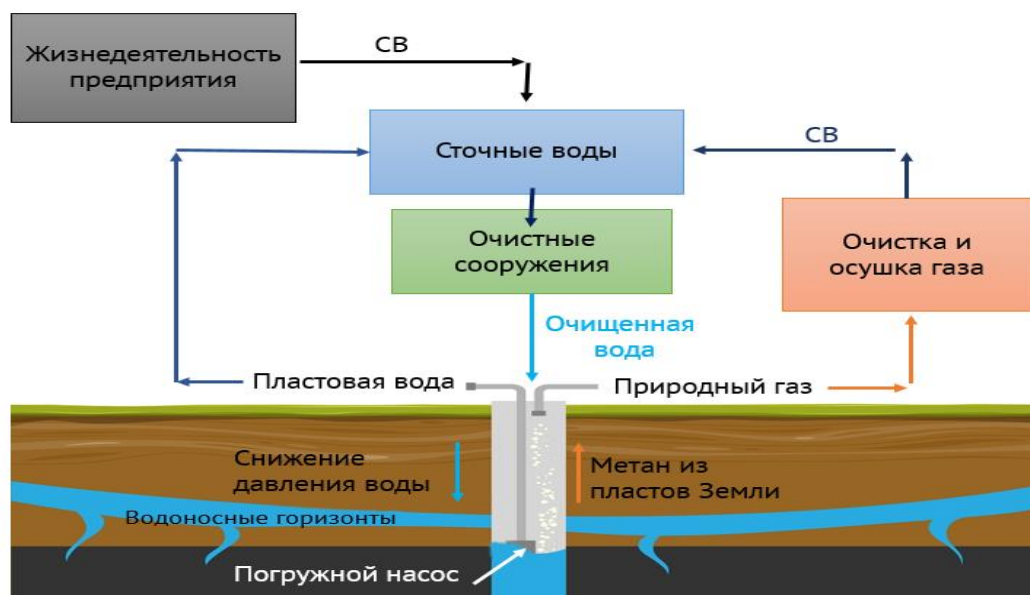 Жизнедеятельность
предприятия
СВ
Сточные воды
СВ
Очистные
сооружения
Очистка и
осушка газа
Очищенная
вода
Пластовая вода
Природный газ
Снижение
давления воды
Метан из
пластов Земли
Водоносные горизонты
Погружной насос